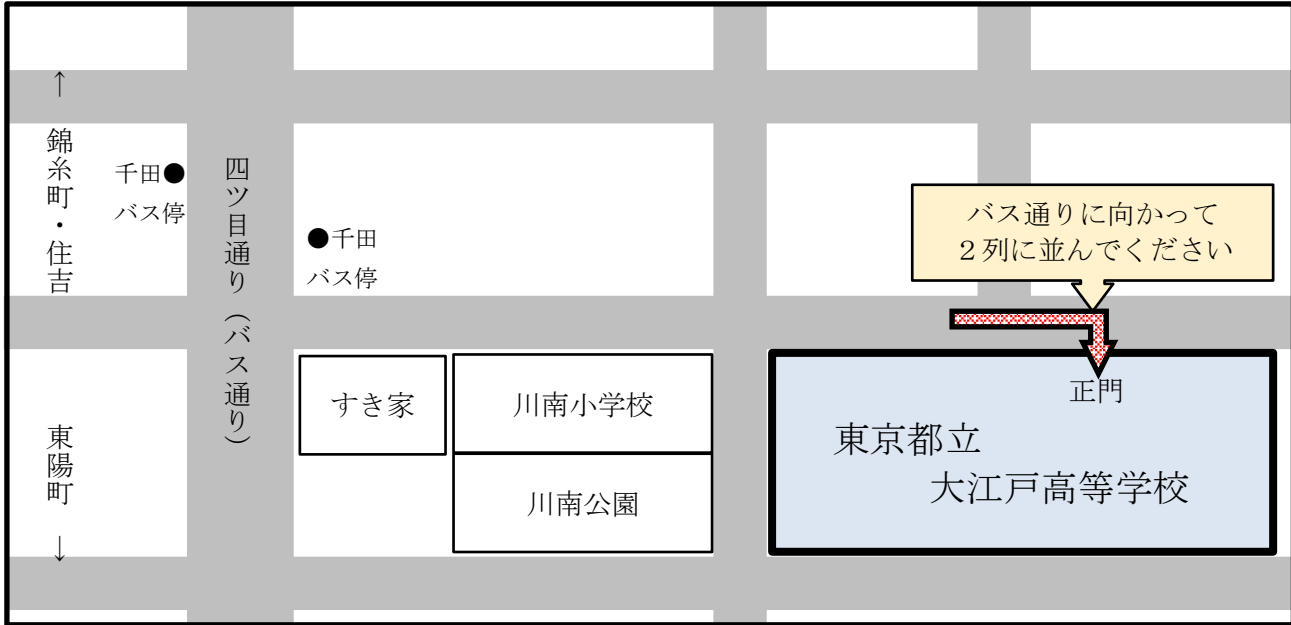 ↑
錦糸町・住吉
東陽町
↓
千田●
バス停
四ツ目通り（バス通り）
●千田
バス停
バス通りに向かって
２列に並んでください
すき家
川南小学校
川南公園
正門
東京都立
大江戸高等学校